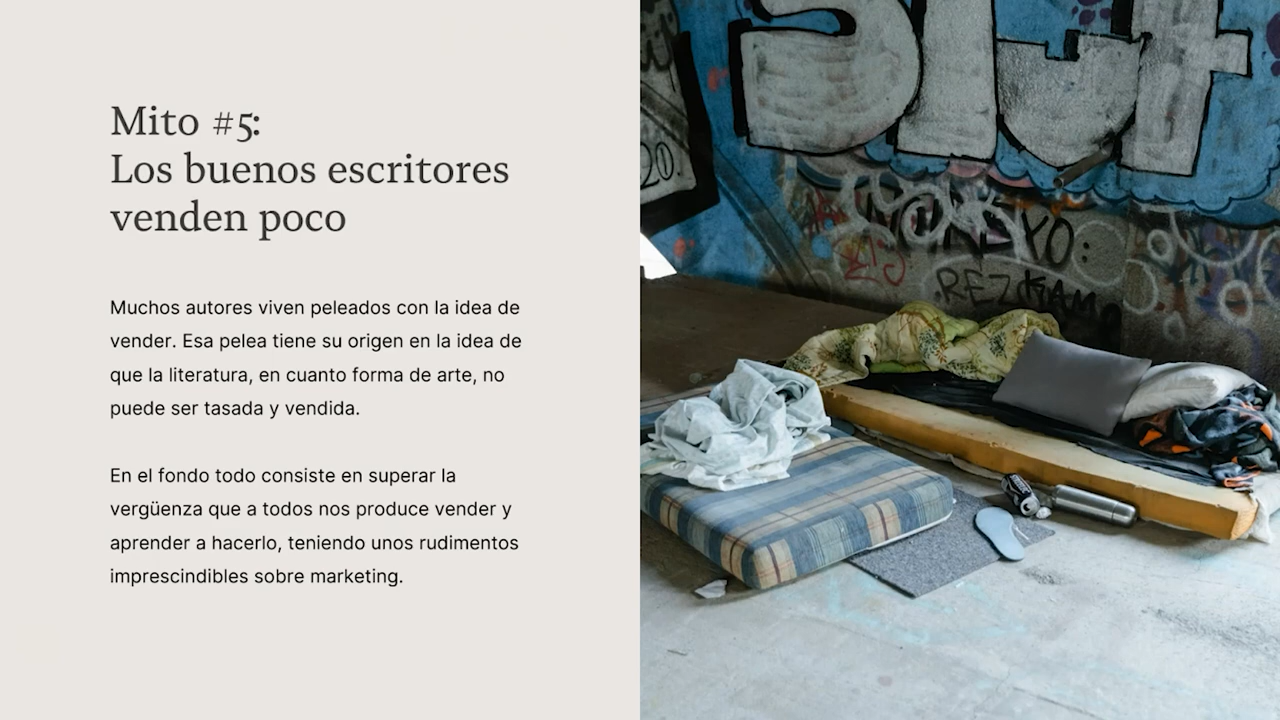 Mito #5:
Los buenos escritores
venden poco
Muchos autores viven peleados con la idea de
vender. Esa pelea tiene su origen en la idea de
que la literatura, en cuanto forma de arte, no
puede ser tasada y vendida.
En el fondo todo consiste en superar la
vergüenza que a todos nos produce vender y
aprender a hacerlo, teniendo unos rudimentos
imprescindibles sobre marketing.
20.
YO:
REZ